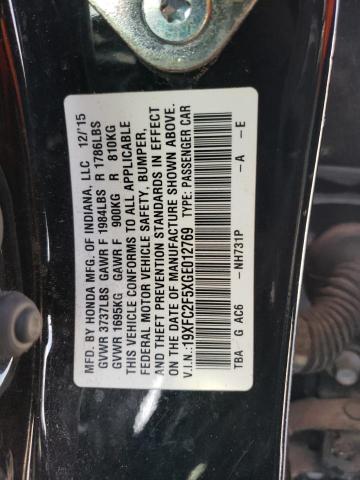 MFD. BY HONDA MFG. OF INDIANA, LLC 12/'15
GVWR 3737LBS GAWR F 1984LBS R 1786LBS
GVWR 1695KG GAWR F 900KG R 810KG
THIS VEHICLE CONFORMS TO ALL APPLICABLE
FEDERAL MOTOR VEHICLE SAFETY, BUMPER,
AND THEFT PREVENTION STANDARDS IN EFFECT
ON THE DATE OF MANUFACTURE SHOWN ABOVE.
V.I.N.:19XFC2F5XGE012769 TYPE: PASSENGER CAR
TBA G AC6 -NH731P -A -E